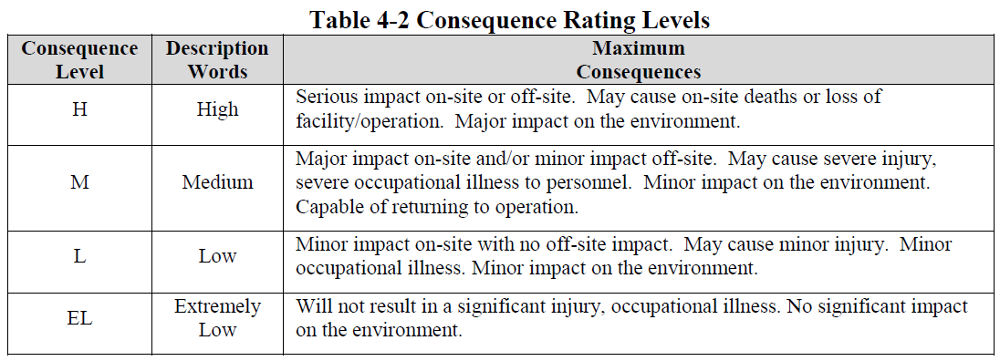 Table 4-2 Consequence Rating Levels
Consequence
Level
Description
Words
Maximum
Consequences
H
High
Serious impact on-site or off-site.  May cause on-site deaths or loss of
facility/operation.  Major impact on the environment.
M
Medium
Major impact on-site and/or minor impact off-site.  May cause severe injury,
severe occupational illness to personnel.  Minor impact on the environment.
Capable of returning to operation.
L
Low
Minor impact on-site with no off-site impact.  May cause minor injury.  Minor
occupational illness. Minor impact on the environment.
EL
Extremely
Low
Will not result in a significant injury, occupational illness. No significant impact
on the environment.